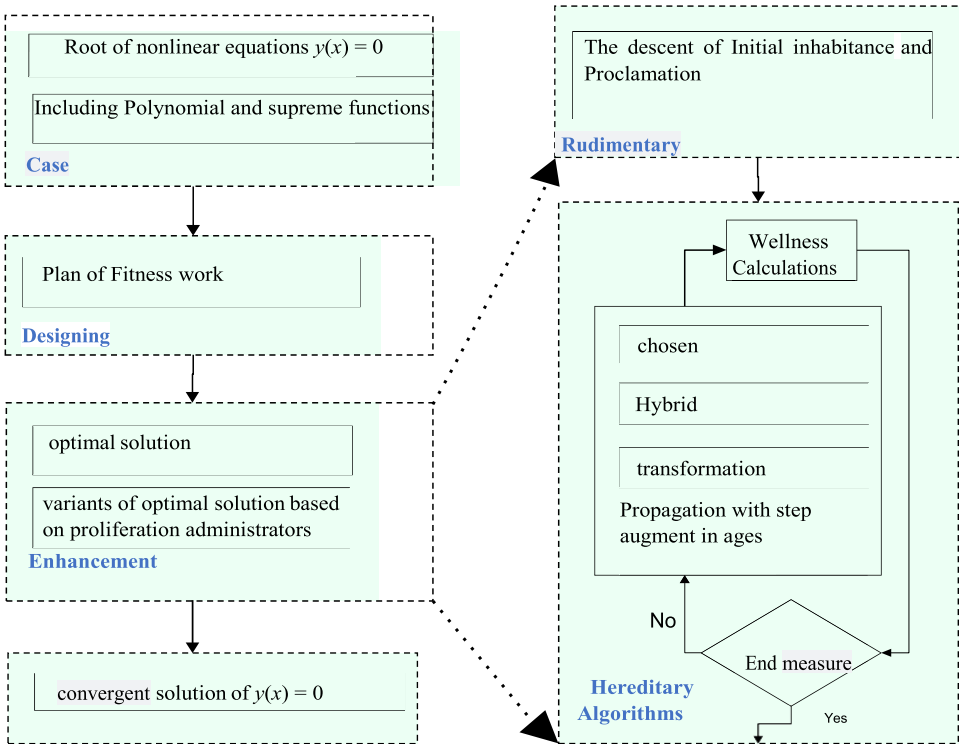 Root of nonlinear equations y(x) = 0
Including Polynomial and supreme functions
Case
Plan of Fitness work
Designing
optimal solution
variants of optimal solution based
on proliferation administrators
Enhancement
convergent solution of y(x) = 0
The descent of Initial inhabitance and
Proclamation
Rudimentary
Wellness
Calculations
chosen
Hybrid
transformation
Propagation with step
augment in ages
No
End measure
Hereditary
Algorithms
Yes